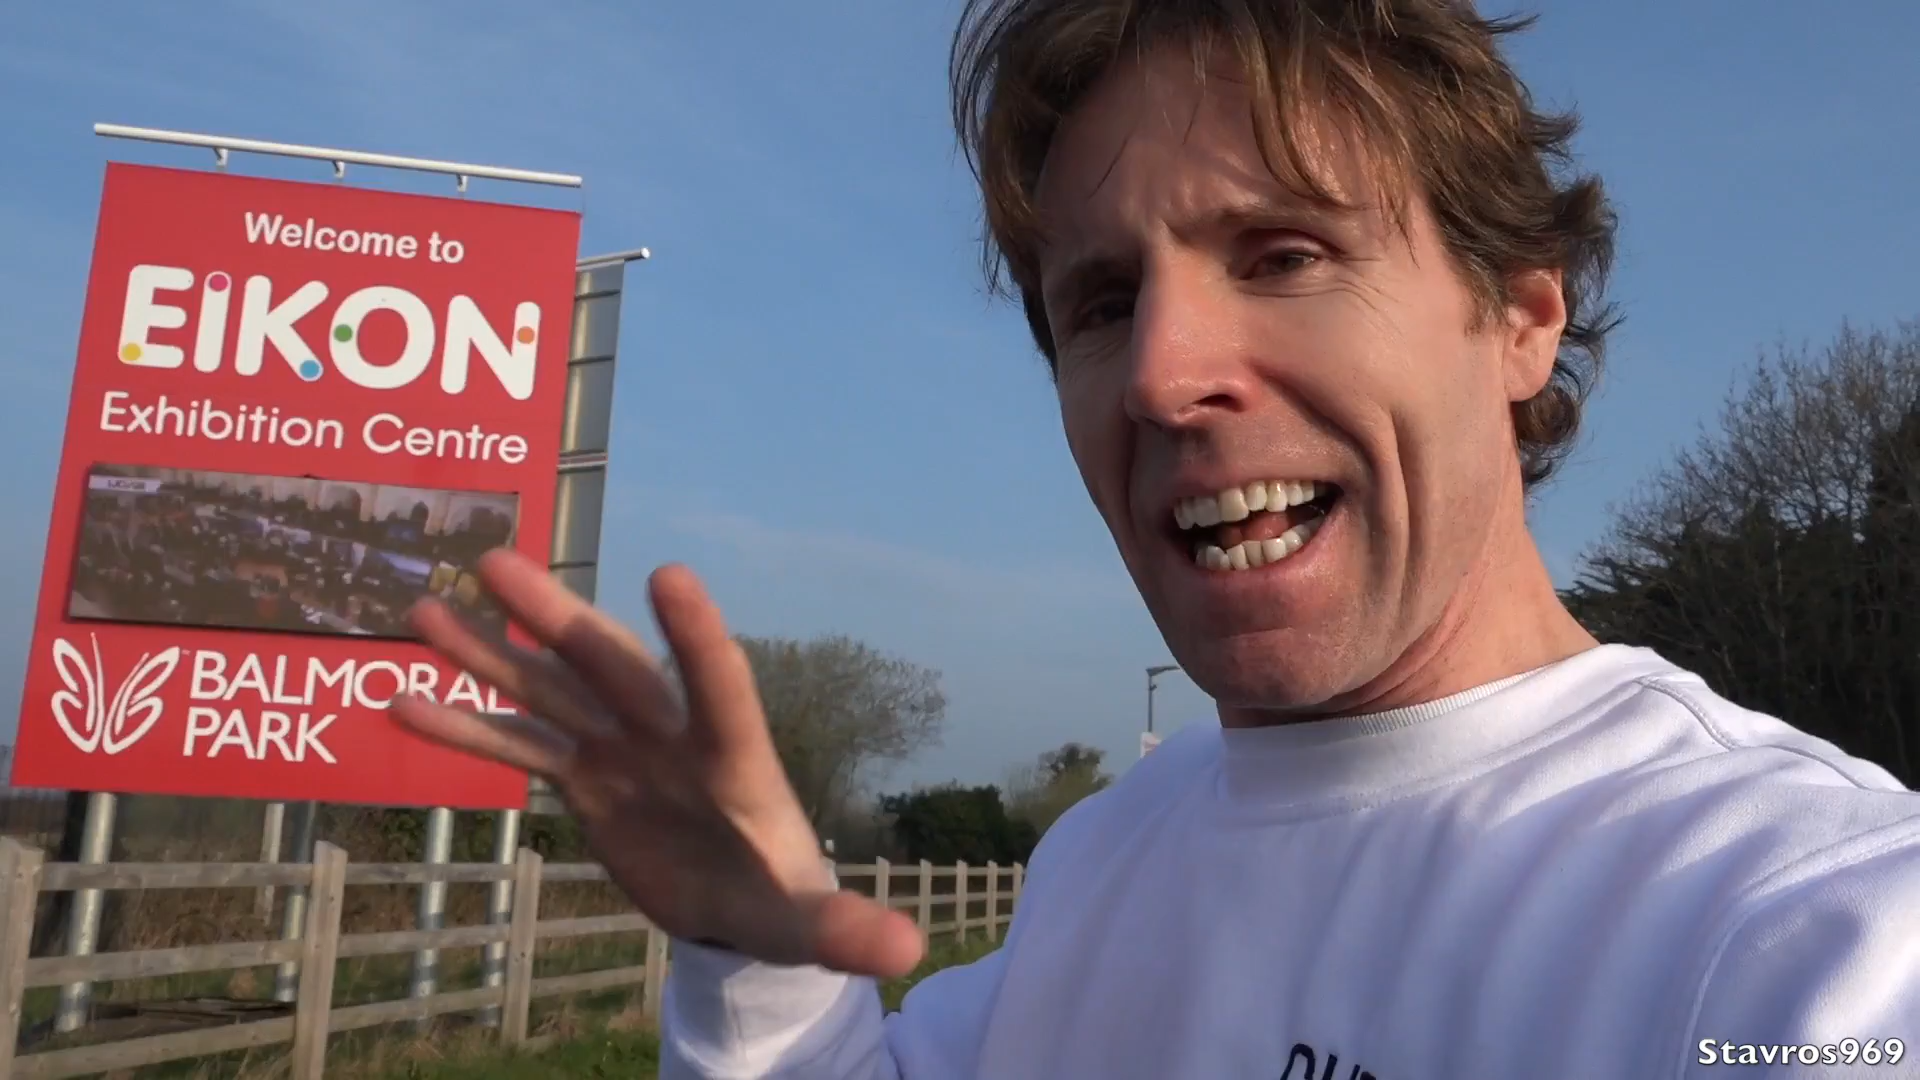 Welcome to
EIKON
Exhibition Centre
BALMORAL
PARK
Stavros969